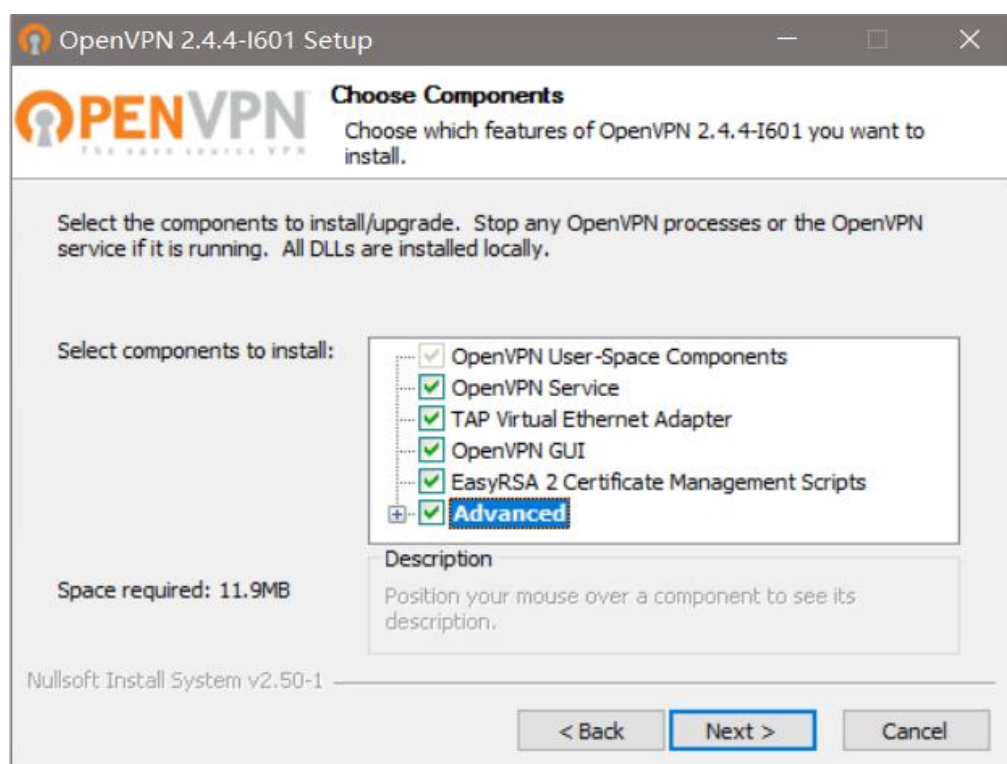 OpenVPN 2.4.4-I601 Setup
OPENVPN
The open source VPN
Choose Components
Choose which features of OpenVPN 2.4.4-I601 you want to
install.
Select the components to install/upgrade. Stop any OpenVPN processes or the OpenVPN
service if it is running. All DLLs are installed locally.
Select components to install:
OpenVPN User-Space Components
OpenVPN Service
TAP Virtual Ethernet Adapter
OpenVPN GUI
EasyRSA 2 Certificate Management Scripts
Advanced
Space required: 11.9MB
Description
Position your mouse over a component to see its
description.
Nullsoft Install System v2.50-1
< Back Next > Cancel